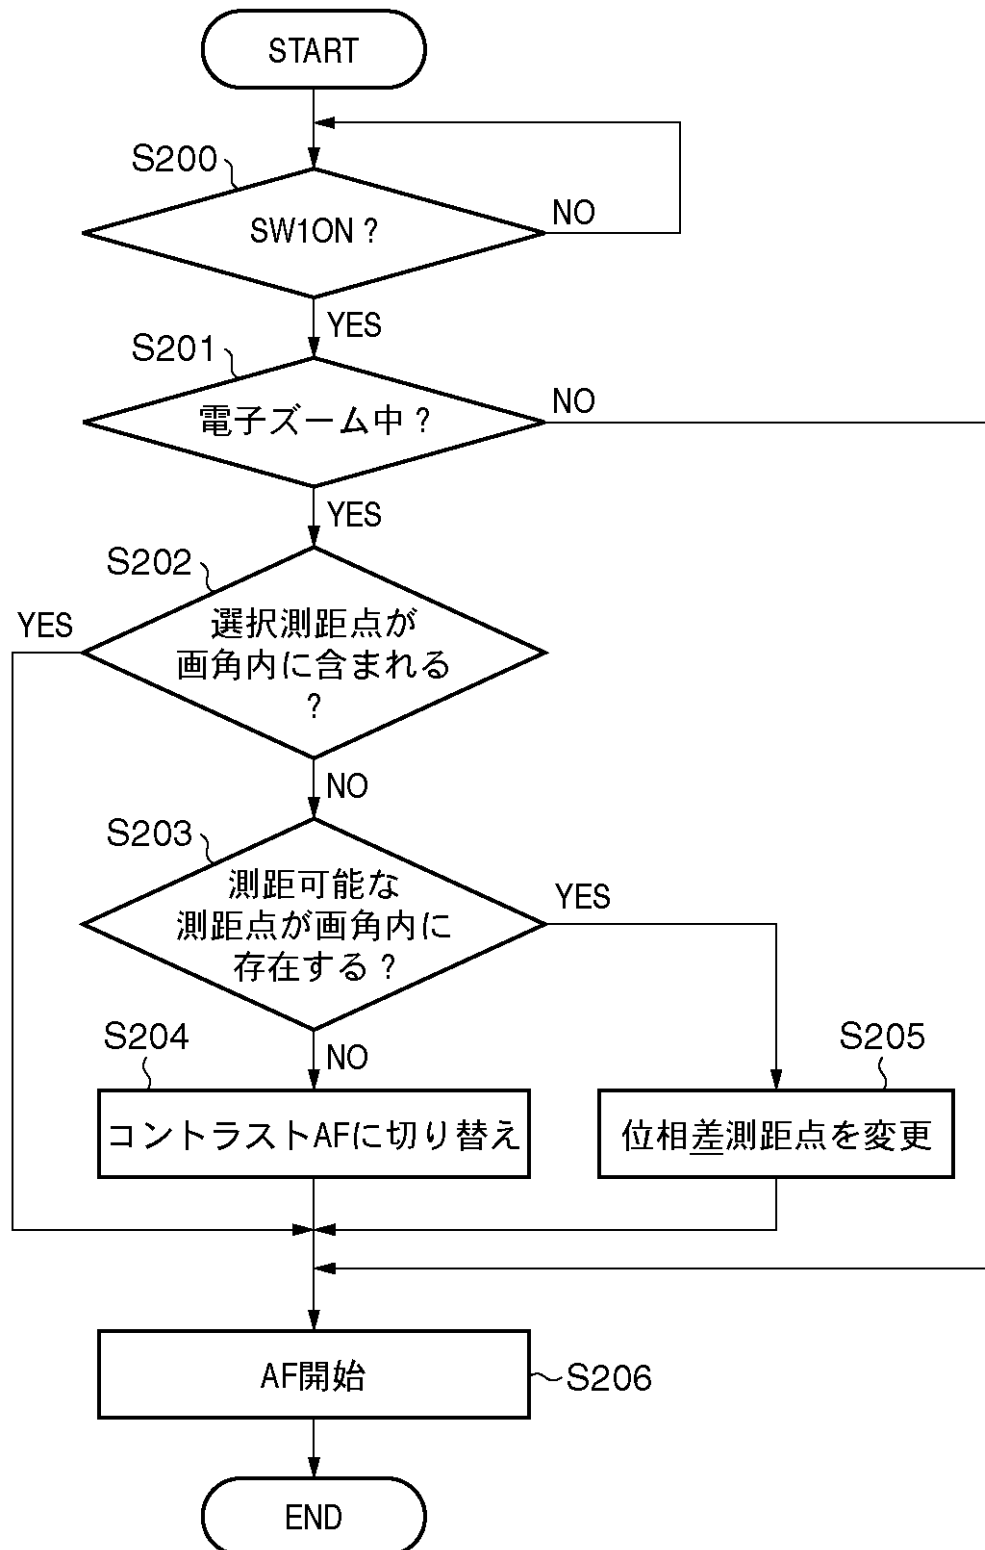 START
S200
SW1ON ?
NO
YES
S201
電子ズーム中 ?
NO
YES
S202
YES
選択測距点が
画角内に含まれる
?
NO
S203
測距可能な
測距点が画角内に
存在する ?
YES
NO
S204
コントラストAFに切り替え
S205
位相差測距点を変更
AF開始
S206
END